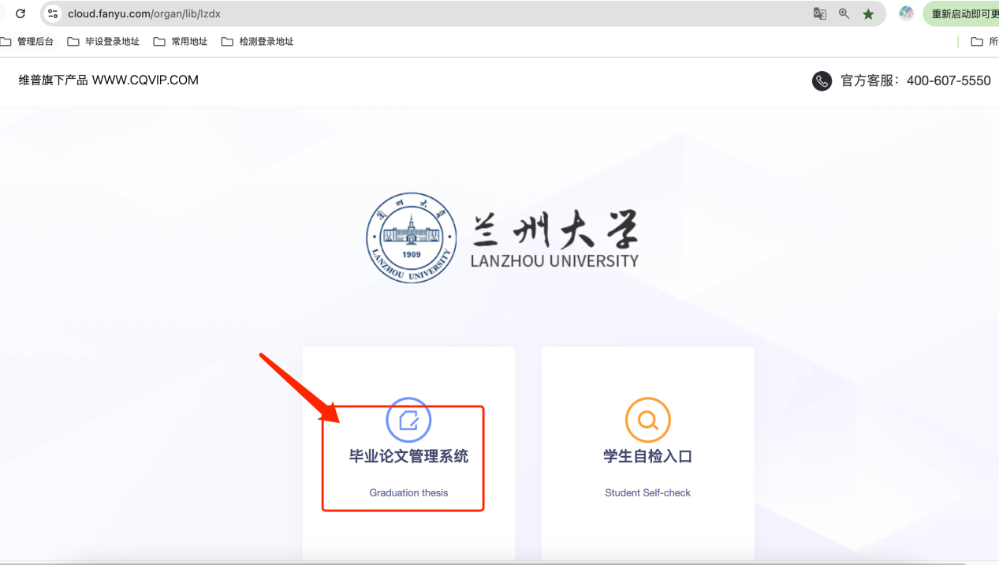 cloud.fanyu.com/organ/lib/lzdx
重新启动即可更
管理后台 毕设登录地址 常用地址 检测登录地址
所
维普旗下产品 WWW.CQVIP.COM
官方客服：400-607-5550
兰州大学
1909
LANZHOU UNIVERSITY
兰州大学
LANZHOU UNIVERSITY
毕业论文管理系统
Graduation thesis
学生自检入口
Student Self-check